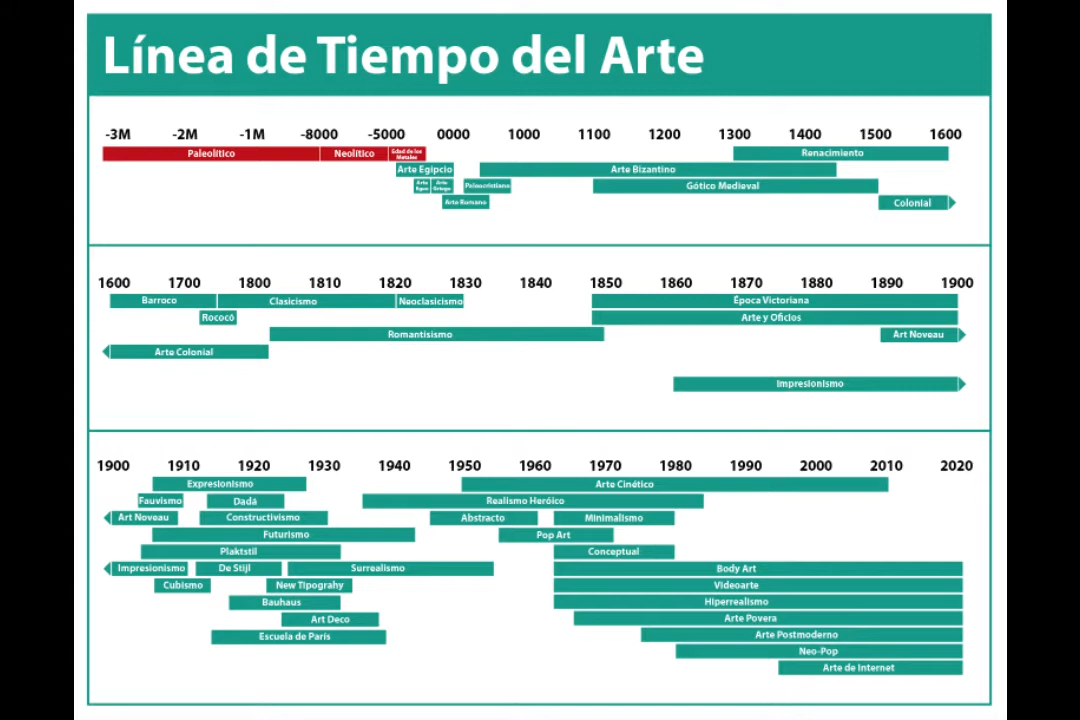 Línea de Tiempo del Arte
-3M -2M -1M -8000 -5000 0000 1000 1100 1200 1300 1400 1500 1600
Paleolítico Neolítico Edad de los Metales Renacimiento
Arte Egipcio Arte Bizantino
Arte Egeo Arte Griego Paleocristiano Gótico Medieval
Arte Romano Colonial
1600 1700 1800 1810 1820 1830 1840 1850 1860 1870 1880 1890 1900
Barroco Clasicismo Neoclasicismo Época Victoriana
Rococó Arte y Oficios
Romantisismo Art Noveau
Arte Colonial
Impresionismo
1900 1910 1920 1930 1940 1950 1960 1970 1980 1990 2000 2010 2020
Expresionismo Arte Cinético
Fauvismo Dadá Realismo Heróico
Art Noveau Constructivismo Abstracto Minimalismo
Futurismo Pop Art
Plaktstil Conceptual
Impresionismo De Stijl Surrealismo Body Art
Cubismo New Tipograhy Videoarte
Bauhaus Hiperrealismo
Art Deco Arte Povera
Escuela de París Arte Postmoderno
Neo-Pop
Arte de Internet